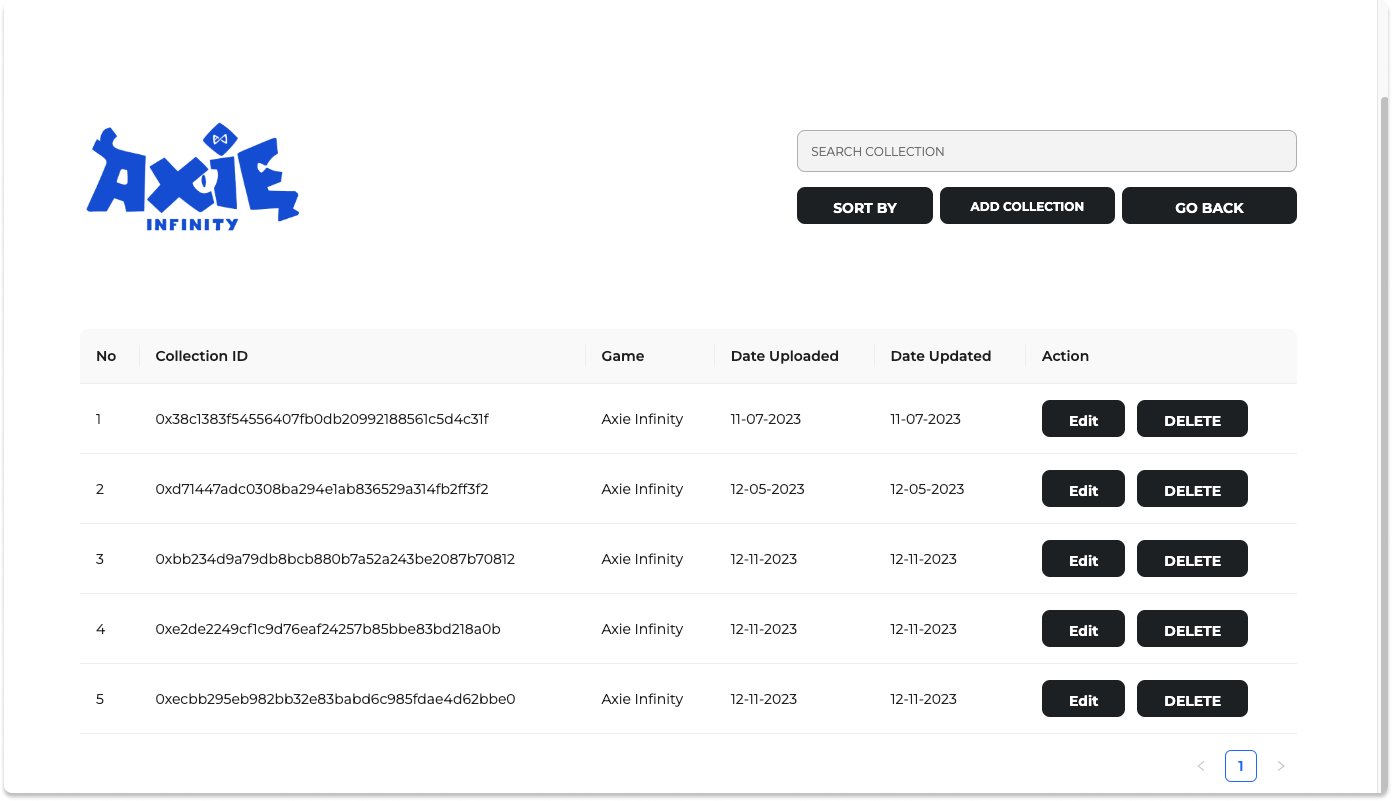 AXIE
INFINITY
SEARCH COLLECTION
SORT BY
ADD COLLECTION
GO BACK
No Collection ID Game Date Uploaded Date Updated Action
1 0x38c1383f54556407fb0db20992188561c5d4c31f Axie Infinity 11-07-2023 11-07-2023 Edit DELETE
2 0xd71447adc0308ba294e1ab836529a314fb2ff3f2 Axie Infinity 12-05-2023 12-05-2023 Edit DELETE
3 0xbb234d9a79db8bcb880b7a52a243be2087b70812 Axie Infinity 12-11-2023 12-11-2023 Edit DELETE
4 0xe2de2249cf1c9d76eaf24257b85bbe83bd218a0b Axie Infinity 12-11-2023 12-11-2023 Edit DELETE
5 0xecbb295eb982bb32e83babd6c985fdae4d62bbe0 Axie Infinity 12-11-2023 12-11-2023 Edit DELETE
1